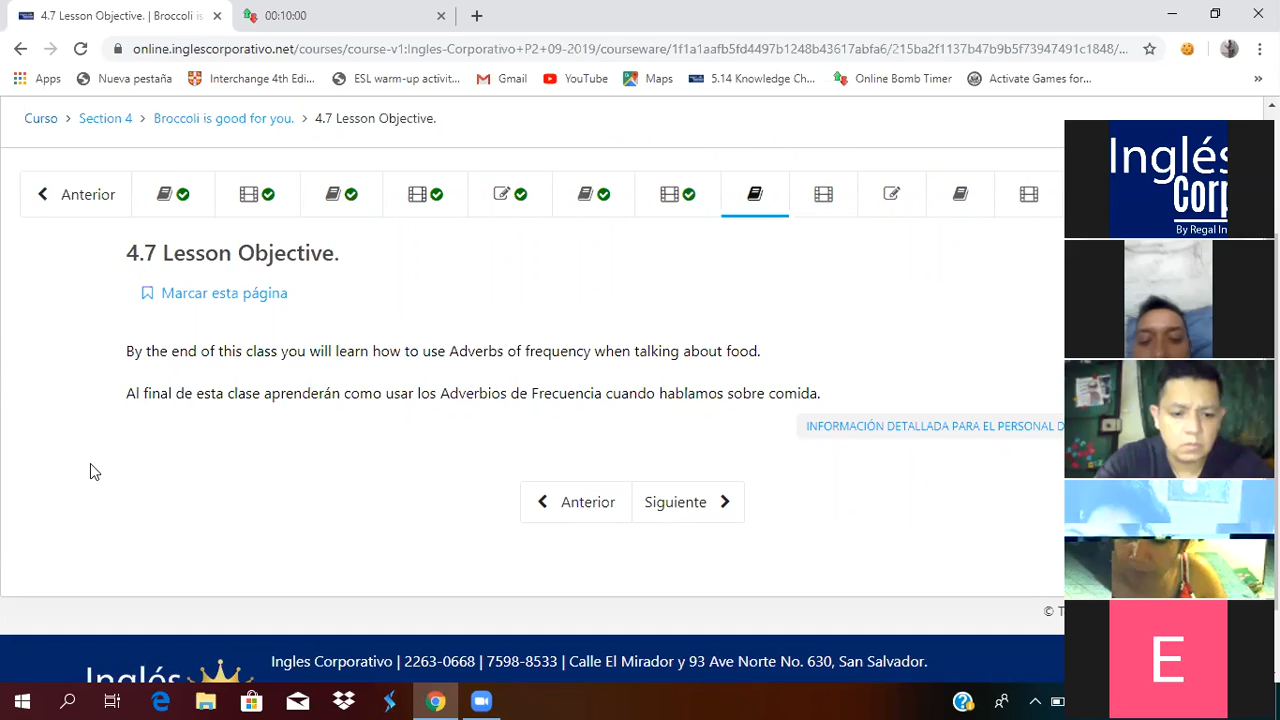 4.7 Lesson Objective. | Broccoli is
00:10:00
online.inglescorporativo.net/courses/course-v1:Ingles-Corporativo+P2+09-2019/courseware/1f1a1aafb5fd4497b1248b43617abfa6/215ba2f1137b47b9b5f73947491c1848/...
Apps Nueva pestaña Interchange 4th Edi... ESL warm-up activit... Gmail YouTube Maps 5.14 Knowledge Ch... Online Bomb Timer Activate Games for...
Curso > Section 4 > Broccoli is good for you. > 4.7 Lesson Objective.
Anterior
4.7 Lesson Objective.
Marcar esta página
By the end of this class you will learn how to use Adverbs of frequency when talking about food.
Al final de esta clase aprenderán como usar los Adverbios de Frecuencia cuando hablamos sobre comida.
INFORMACIÓN DETALLADA PARA EL PERSONAL D
Anterior Siguiente
© T
Inglés
Ingles Corporativo | 2263-0668 | 7598-8533 | Calle El Mirador y 93 Ave Norte No. 630, San Salvador.
Inglés
Corp
By Regal In
E